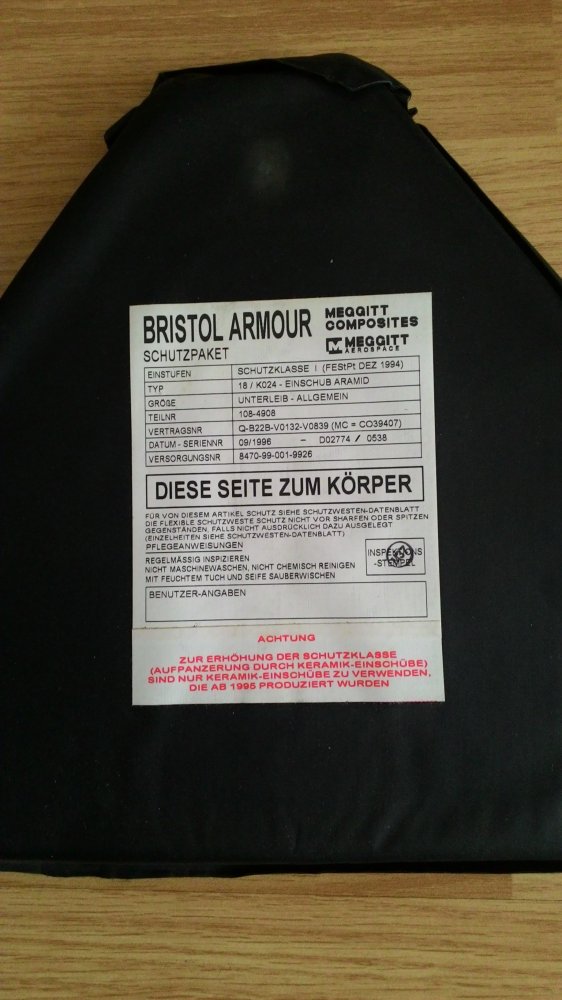 BRISTOL ARMOUR
MEGGITT
COMPOSITES
MEGGITT
AEROSPACE
SCHUTZPAKET
EINSTUFEN SCHUTZKLASSE I (FEStPt DEZ 1994)
TYP 18 / K024 - EINSCHUB ARAMID
GRÖßE UNTERLEIB - ALLGEMEIN
TEILNR 108-4908
VERTRAGSNR Q-B22B-V0132-V0839 (MC = CO39407)
DATUM - SERIENNR 09/1996 - D02774 / 0538
VERSORGUNGSNR 8470-99-001-9926
DIESE SEITE ZUM KÖRPER
FÜR VON DIESEM ARTIKEL SCHUTZ SIEHE SCHUTZWESTEN-DATENBLATT
DIE FLEXIBLE SCHUTZWESTE SCHUTZ NICHT VOR SHARFEN ODER SPITZEN
GEGENSTÄNDEN. FALLS NICHT AUSDRÜCKLICH DAZU AUSGELEGT
(EINZELHEITEN SIEHE SCHUTZWESTEN-DATENBLATT)
PFLEGEANWEISUNGEN
REGELMÄSSIG INSPIZIEREN
NICHT MASCHINEWASCHEN, NICHT CHEMISCH REINIGEN
MIT FEUCHTEM TUCH UND SEIFE SAUBERWISCHEN
INSPEKTIONS
-STEMPEL
BENUTZER-ANGABEN
ACHTUNG
ZUR ERHÖHUNG DER SCHUTZKLASSE
(AUFPANZERUNG DURCH KERAMIK-EINSCHÜBE)
SIND NUR KERAMIK-EINSCHÜBE ZU VERWENDEN,
DIE AB 1995 PRODUZIERT WURDEN